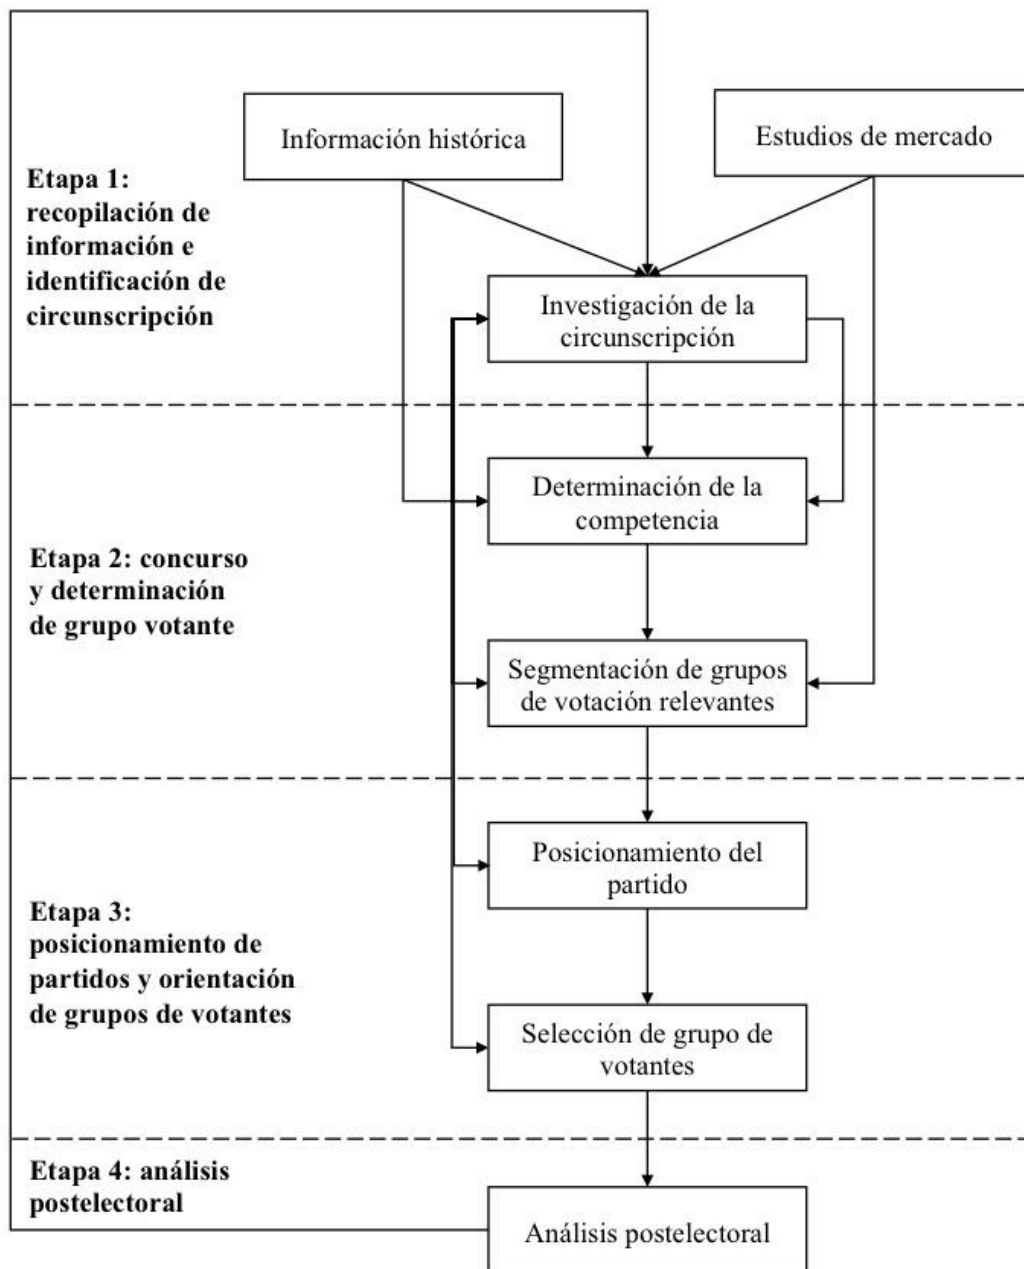 Información histórica
Estudios de mercado
Etapa 1:
recopilación de
información e
identificación de
circunscripción
Investigación de la
circunscripción
Determinación de la
competencia
Etapa 2: concurso
y determinación
de grupo votante
Segmentación de grupos
de votación relevantes
Posicionamiento del
partido
Etapa 3:
posicionamiento de
partidos y orientación
de grupos de votantes
Selección de grupo de
votantes
Etapa 4: análisis
postelectoral
Análisis postelectoral